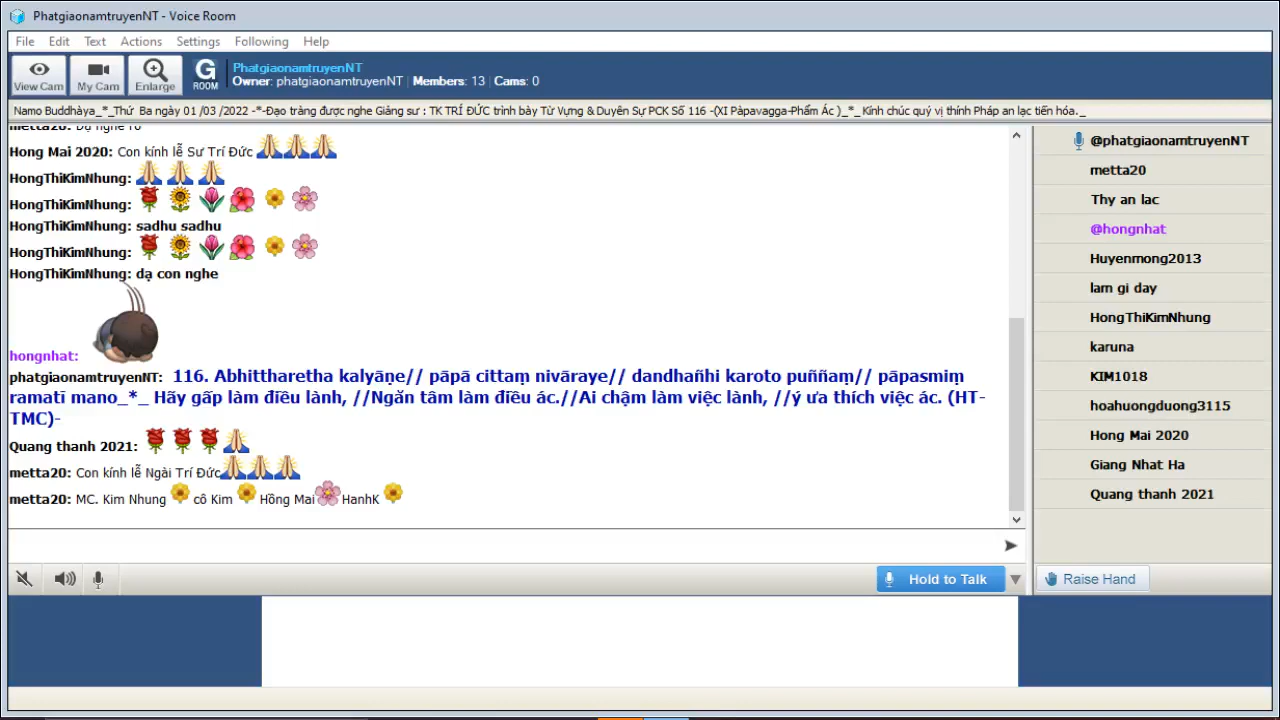 PhatgiaonamtruyenNT - Voice Room
File Edit Text Actions Settings Following Help
View Cam My Cam Enlarge G ROOM
PhatgiaonamtruyenNT
Owner: phatgiaonamtruyenNT | Members: 13 | Cams: 0
Namo Buddhàya_*_Thứ Ba ngày 01 /03 /2022 -*-Đạo tràng được nghe Giảng sư : TK TRÍ ĐỨC trình bày Từ Vựng & Duyên Sự PCK Số 116 -(XI Pàpavagga-Phẩm Ác )_*_Kính chúc quý vị thính Pháp an lạc tiến hóa._
metta20: Dạ nghe rõ
Hong Mai 2020: Con kính lễ Sư Trí Đức
HongThiKimNhung:
HongThiKimNhung:
HongThiKimNhung: sadhu sadhu
HongThiKimNhung:
HongThiKimNhung: dạ con nghe
hongnhat:
phatgiaonamtruyenNT: 116. Abhittharetha kalyāṇe// pāpā cittaṃ nivāraye// dandhañhi karoto puññaṃ// pāpasmiṃ
ramatī mano_*_ Hãy gấp làm điều lành, //Ngăn tâm làm điều ác.//Ai chậm làm việc lành, //ý ưa thích việc ác. (HT-
TMC)-
Quang thanh 2021:
metta20: Con kính lễ Ngài Trí Đức
metta20: MC. Kim Nhung cô Kim Hồng Mai HanhK
@phatgiaonamtruyenNT
metta20
Thy an lac
@hongnhat
Huyenmong2013
lam gi day
HongThiKimNhung
karuna
KIM1018
hoahuongduong3115
Hong Mai 2020
Giang Nhat Ha
Quang thanh 2021
Hold to Talk
Raise Hand